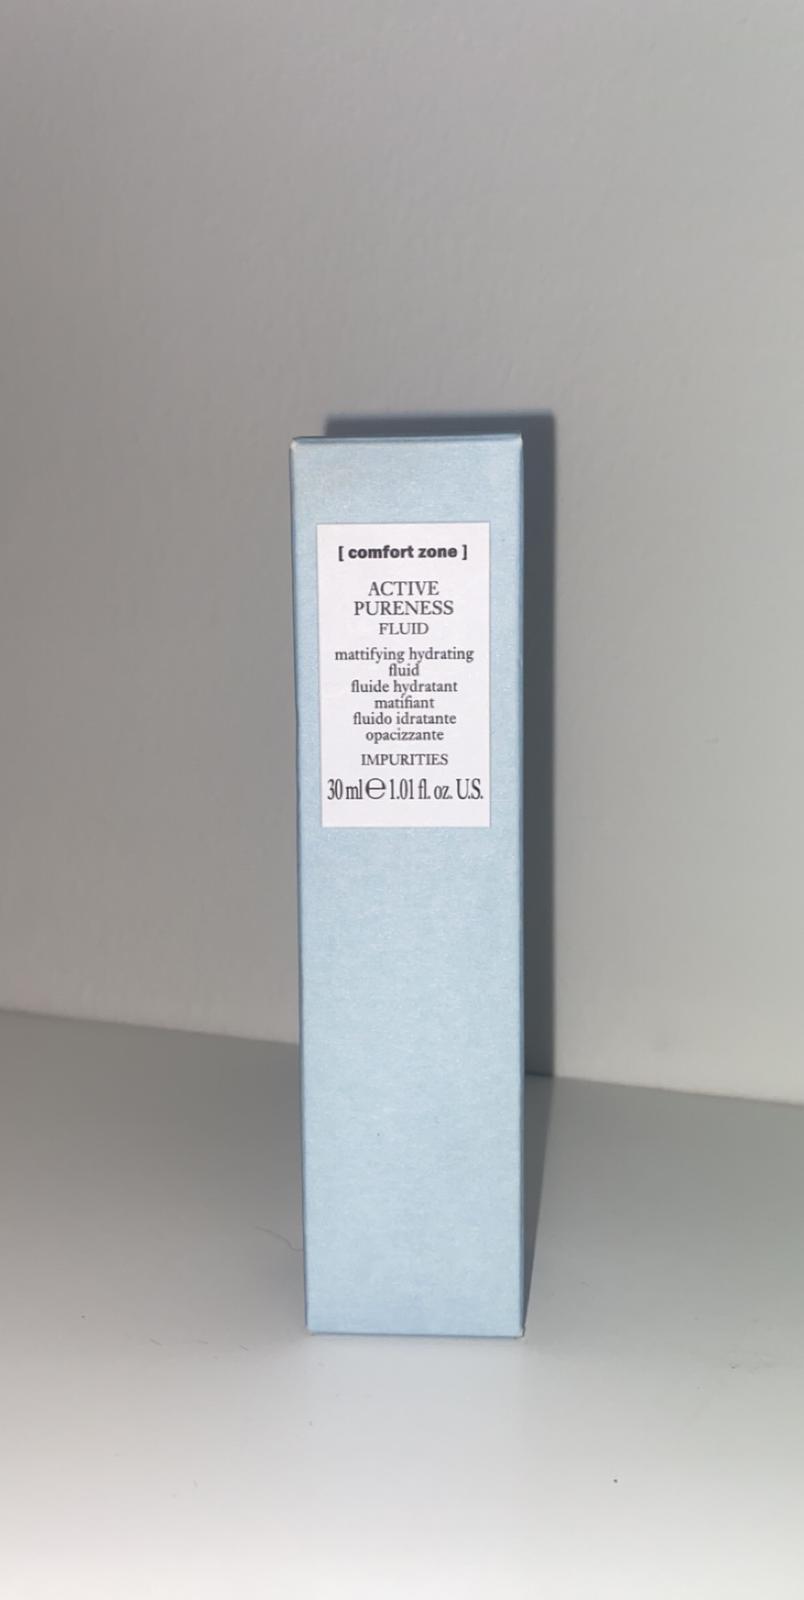 [ comfort zone ]
ACTIVE
PURENESS
FLUID
mattifying hydrating
fluid
fluide hydratant
matifiant
fluido idratante
opacizzante
IMPURITIES
30 ml ℮ 1.01 fl. oz. U.S.